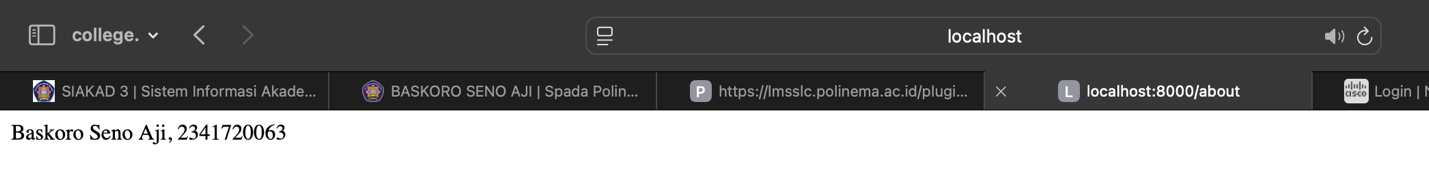 college.
localhost
SIAKAD 3 | Sistem Informasi Akade...
BASKORO SENO AJI | Spada Polin...
P https://lmsslc.polinema.ac.id/plugi...
L localhost:8000/about
cisco Login | N
Baskoro Seno Aji, 2341720063